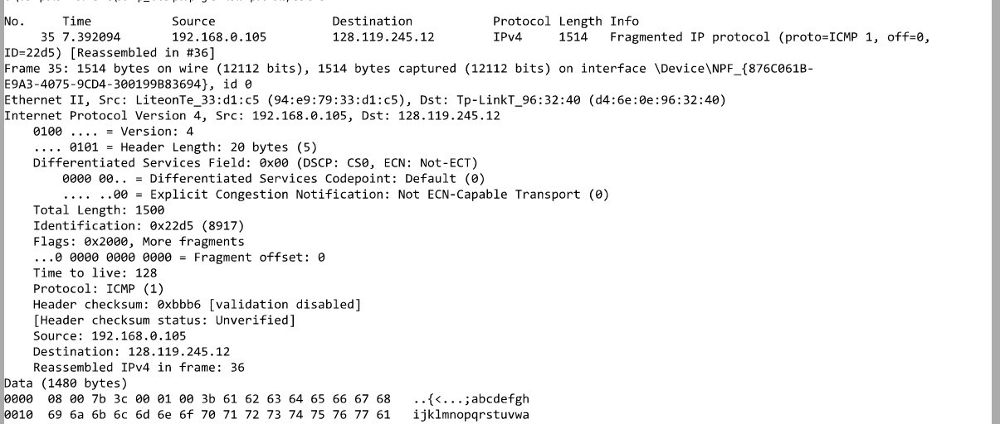 No.     Time           Source                Destination           Protocol Length Info
     35 7.392094       192.168.0.105         128.119.245.12        IPv4     1514   Fragmented IP protocol (proto=ICMP 1, off=0,
ID=22d5) [Reassembled in #36]
Frame 35: 1514 bytes on wire (12112 bits), 1514 bytes captured (12112 bits) on interface \Device\NPF_{876C061B-
E9A3-4075-9CD4-300199B83694}, id 0
Ethernet II, Src: LiteonTe_33:d1:c5 (94:e9:79:33:d1:c5), Dst: Tp-LinkT_96:32:40 (d4:6e:0e:96:32:40)
Internet Protocol Version 4, Src: 192.168.0.105, Dst: 128.119.245.12
    0100 .... = Version: 4
    .... 0101 = Header Length: 20 bytes (5)
    Differentiated Services Field: 0x00 (DSCP: CS0, ECN: Not-ECT)
        0000 00.. = Differentiated Services Codepoint: Default (0)
        .... ..00 = Explicit Congestion Notification: Not ECN-Capable Transport (0)
    Total Length: 1500
    Identification: 0x22d5 (8917)
    Flags: 0x2000, More fragments
    ...0 0000 0000 0000 = Fragment offset: 0
    Time to live: 128
    Protocol: ICMP (1)
    Header checksum: 0xbbb6 [validation disabled]
    [Header checksum status: Unverified]
    Source: 192.168.0.105
    Destination: 128.119.245.12
    Reassembled IPv4 in frame: 36
Data (1480 bytes)
0000  08 00 7b 3c 00 01 00 3b 61 62 63 64 65 66 67 68   ..{<...;abcdefgh
0010  69 6a 6b 6c 6d 6e 6f 70 71 72 73 74 75 76 77 61   ijklmnopqrstuvwa